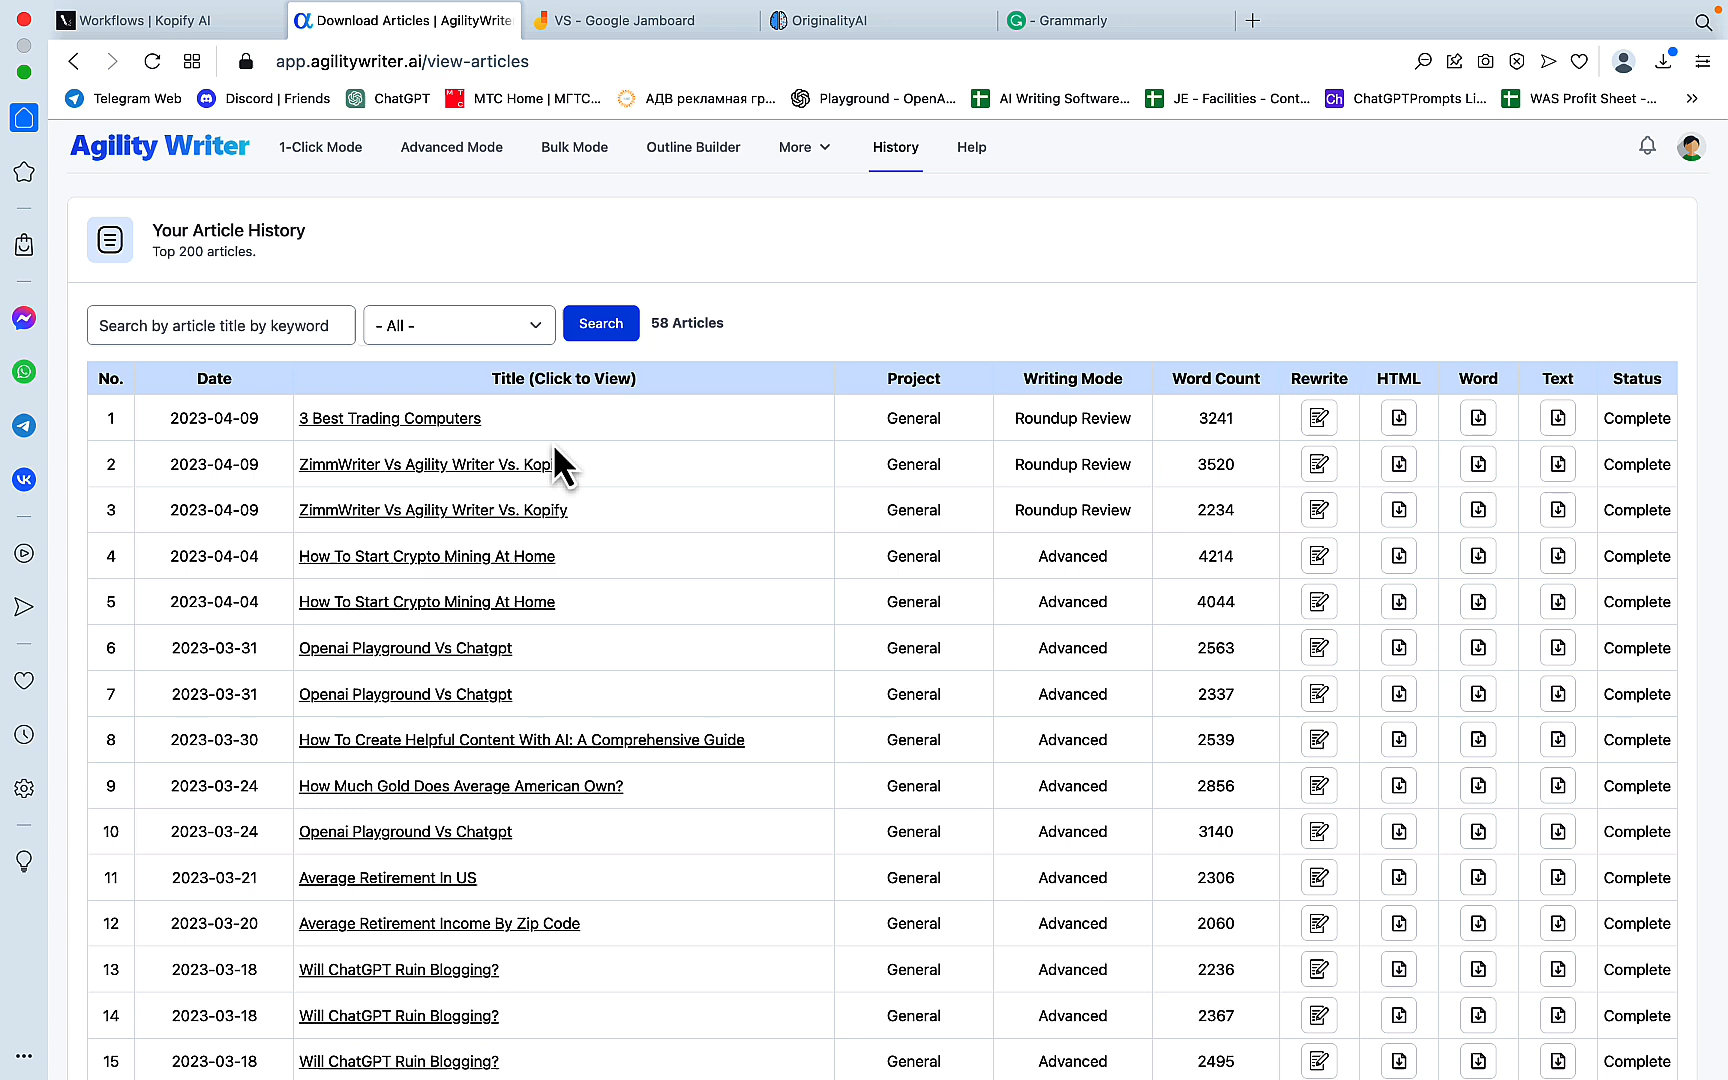 Workflows | Kopify AI
Download Articles | AgilityWrite
VS - Google Jamboard
OriginalityAI
- Grammarly
app.agilitywriter.ai/view-articles
Telegram Web
Discord | Friends
ChatGPT
MTC Home | МГТС...
АДВ рекламная гр...
Playground - OpenA...
AI Writing Software...
JE - Facilities - Cont...
Ch ChatGPTPrompts Li...
WAS Profit Sheet -...
Agility Writer 1-Click Mode Advanced Mode Bulk Mode Outline Builder More History Help
Your Article History
Top 200 articles.
Search by article title by keyword - All - Search 58 Articles
No. Date Title (Click to View) Project Writing Mode Word Count Rewrite HTML Word Text Status
1 2023-04-09 3 Best Trading Computers General Roundup Review 3241 Complete
2 2023-04-09 ZimmWriter Vs Agility Writer Vs. General Roundup Review 3520 Complete
3 2023-04-09 ZimmWriter Vs Agility Writer Vs. Kopify General Roundup Review 2234 Complete
4 2023-04-04 How To Start Crypto Mining At Home General Advanced 4214 Complete
5 2023-04-04 How To Start Crypto Mining At Home General Advanced 4044 Complete
6 2023-03-31 Openai Playground Vs Chatgpt General Advanced 2563 Complete
7 2023-03-31 Openai Playground Vs Chatgpt General Advanced 2337 Complete
8 2023-03-30 How To Create Helpful Content With AI: A Comprehensive Guide General Advanced 2539 Complete
9 2023-03-24 How Much Gold Does Average American Own? General Advanced 2856 Complete
10 2023-03-24 Openai Playground Vs Chatgpt General Advanced 3140 Complete
11 2023-03-21 Average Retirement In US General Advanced 2306 Complete
12 2023-03-20 Average Retirement Income By Zip Code General Advanced 2060 Complete
13 2023-03-18 Will ChatGPT Ruin Blogging? General Advanced 2236 Complete
14 2023-03-18 Will ChatGPT Ruin Blogging? General Advanced 2367 Complete
15 2023-03-18 Will ChatGPT Ruin Blogging? General Advanced 2495 Complete